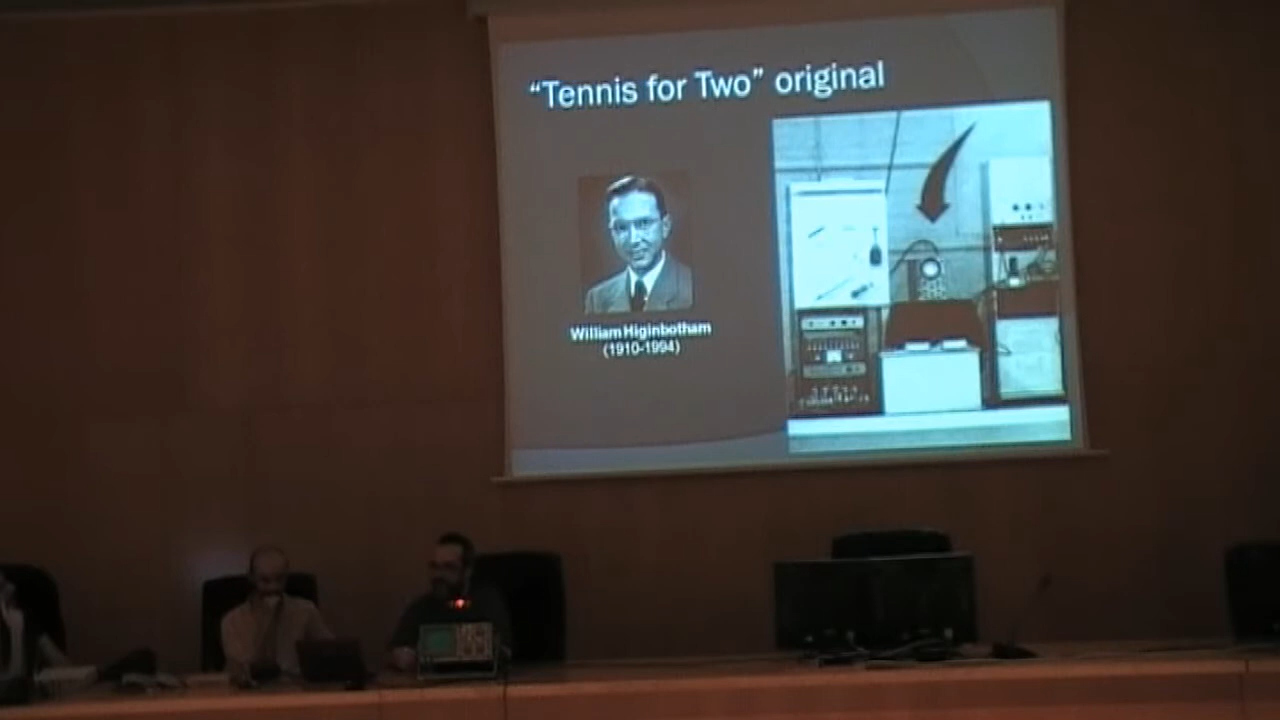 “Tennis for Two” original
William Higinbotham
(1910-1994)